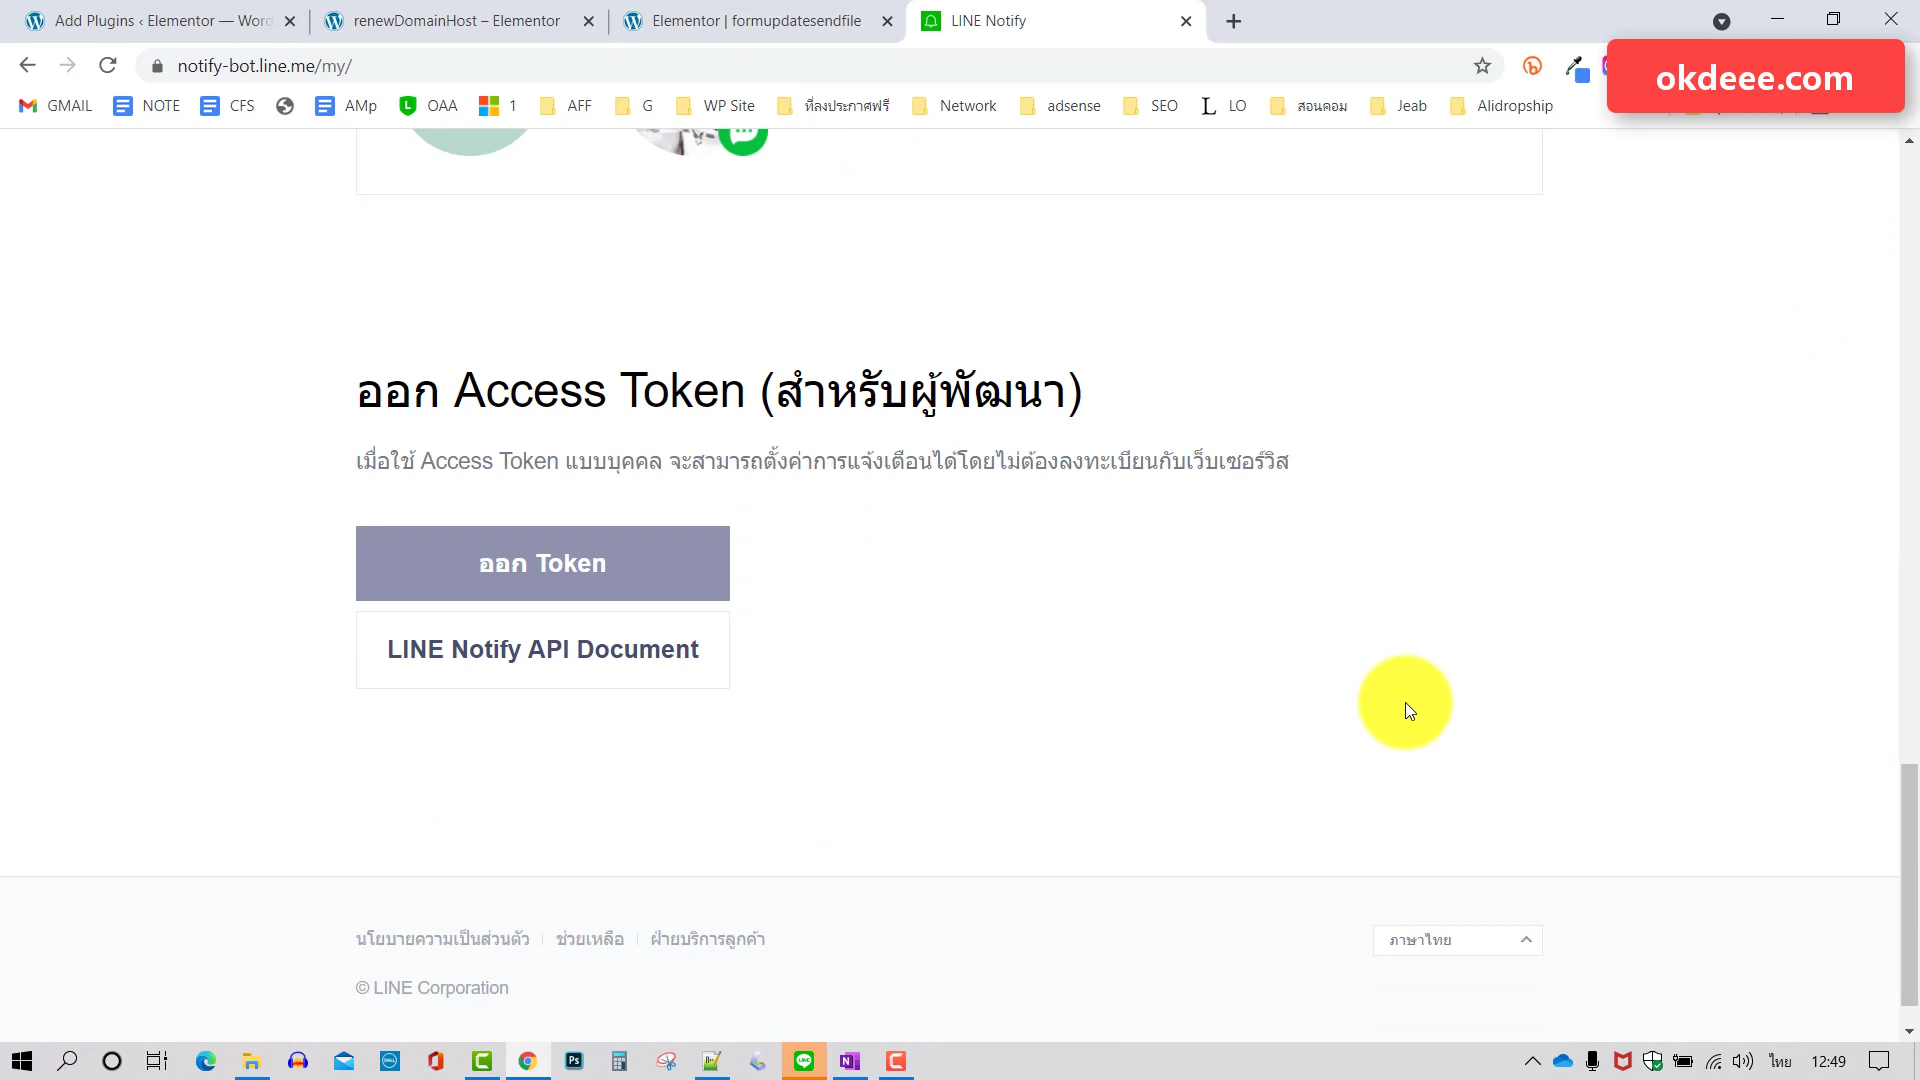 Add Plugins ‹ Elementor — Word
renewDomainHost – Elementor
Elementor | formupdatesendfile
LINE Notify
notify-bot.line.me/my/
okdeee.com
GMAIL
NOTE
CFS
AMp
OAA
1
AFF
G
WP Site
ที่ลงประกาศฟรี
Network
adsense
SEO
L LO
สอนคอม
Jeab
Alidropship
ออก Access Token (สำหรับผู้พัฒนา)
เมื่อใช้ Access Token แบบบุคคล จะสามารถตั้งค่าการแจ้งเตือนได้โดยไม่ต้องลงทะเบียนกับเว็บเซอร์วิส
ออก Token
LINE Notify API Document
นโยบายความเป็นส่วนตัว
ช่วยเหลือ
ฝ่ายบริการลูกค้า
ภาษาไทย
© LINE Corporation
ไทย
12:49